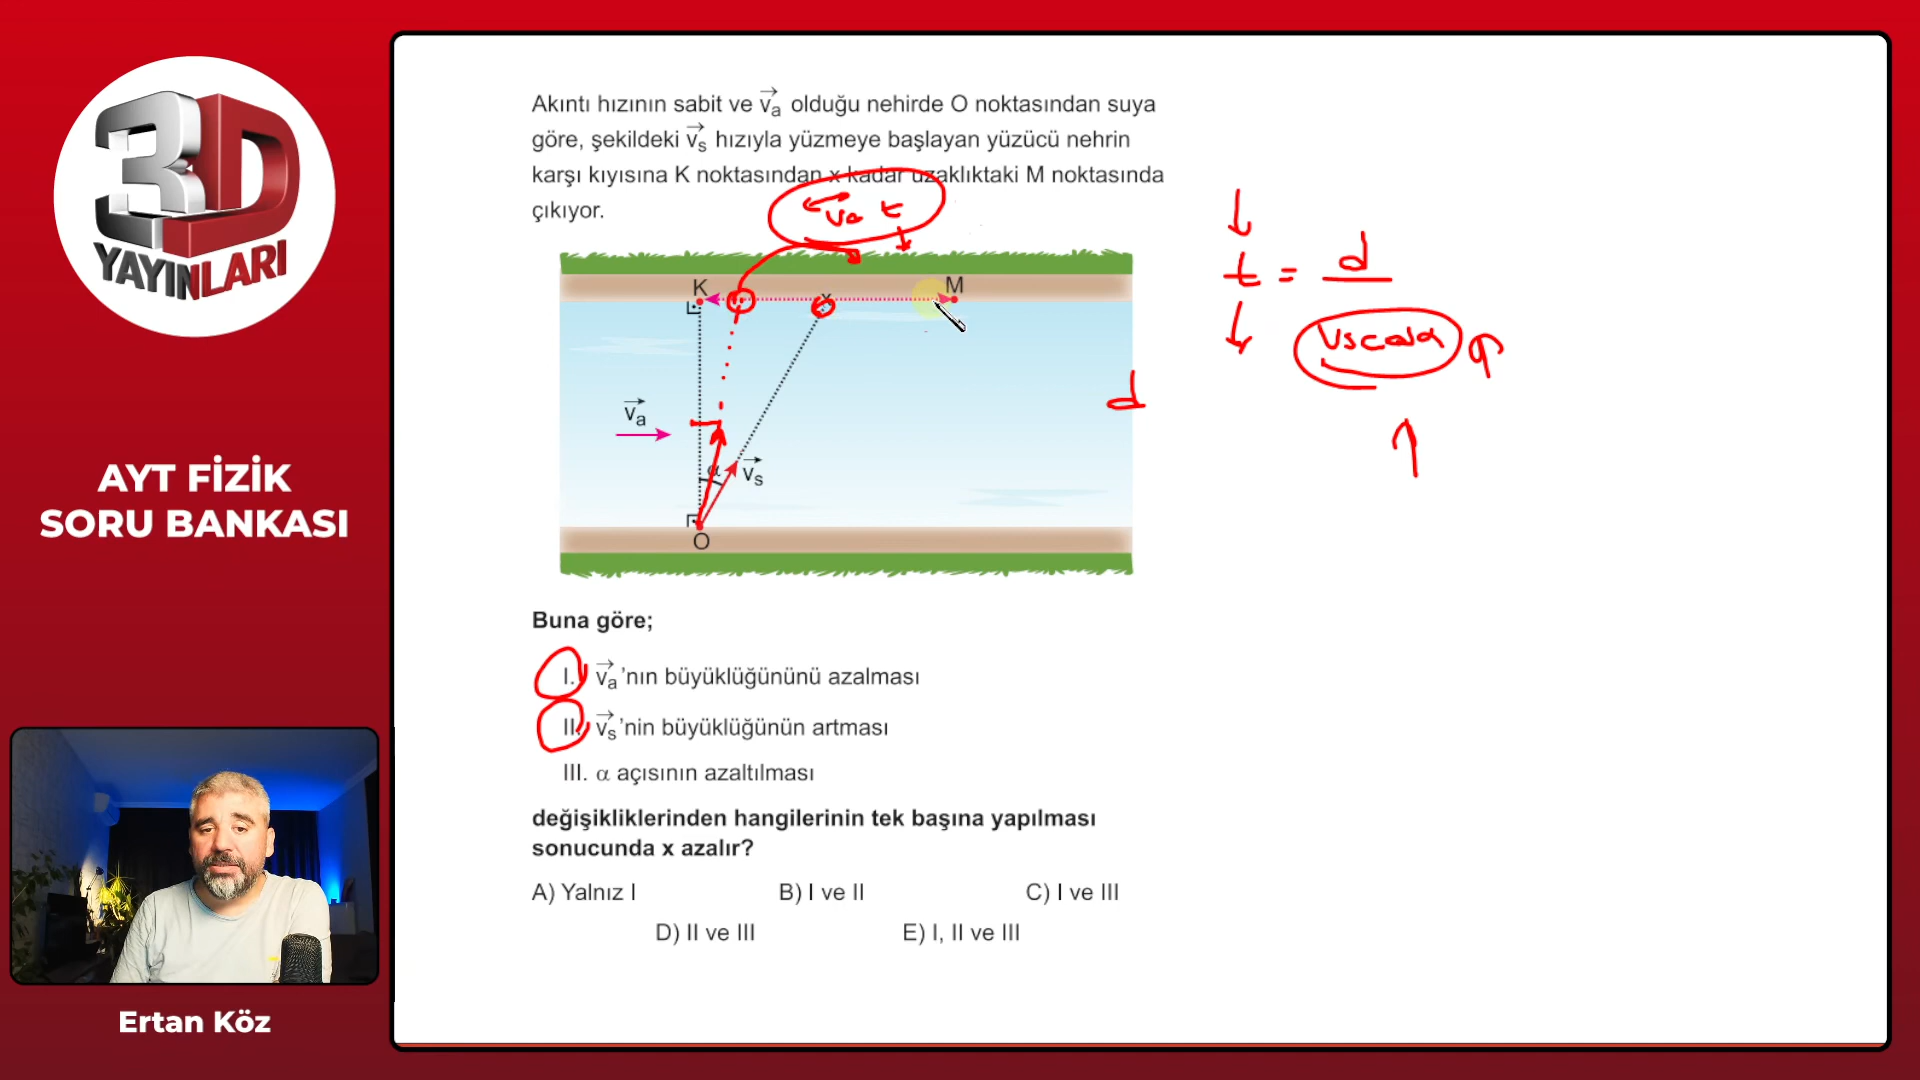 3D
YAYINLARI
AYT FİZİK
SORU BANKASI
Ertan Köz
Akıntı hızının sabit ve v⃗a olduğu nehirde O noktasından suya
göre, şekildeki v⃗s hızıyla yüzmeye başlayan yüzücü nehrin
karşı kıyısına K noktasından x kadar uzaklıktaki M noktasında
çıkıyor.
va t
K
x
M
v⃗a
α
v⃗s
O
d
t = d
vscosα
Buna göre;
I. v⃗a'nın büyüklüğününü azalması
II. v⃗s'nin büyüklüğünün artması
III. α açısının azaltılması
değişikliklerinden hangilerinin tek başına yapılması
sonucunda x azalır?
A) Yalnız I B) I ve II C) I ve III
D) II ve III E) I, II ve III